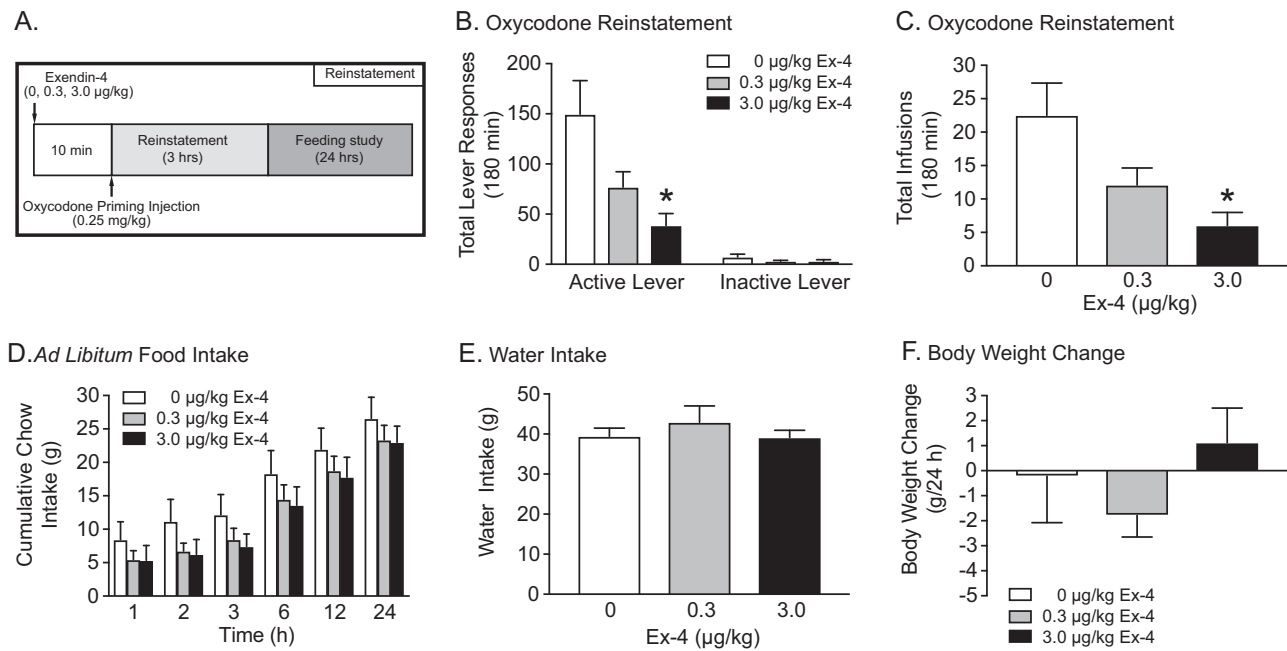 A.
Reinstatement
Exendin-4
(0, 0.3, 3.0 µg/kg)
10 min
Reinstatement
(3 hrs)
Feeding study
(24 hrs)
Oxycodone Priming Injection
(0.25 mg/kg)
B. Oxycodone Reinstatement
Total Lever Responses
(180 min)
200
150
100
50
0
0 µg/kg Ex-4
0.3 µg/kg Ex-4
3.0 µg/kg Ex-4
*
Active Lever
Inactive Lever
C. Oxycodone Reinstatement
Total Infusions
(180 min)
30
25
20
15
10
5
0
*
0 0.3 3.0
Ex-4 (µg/kg)
D. Ad Libitum Food Intake
Cumulative Chow
Intake (g)
30
25
20
15
10
5
0
0 µg/kg Ex-4
0.3 µg/kg Ex-4
3.0 µg/kg Ex-4
1 2 3 6 12 24
Time (h)
E. Water Intake
Water Intake (g)
50
40
30
20
10
0
0 0.3 3.0
Ex-4 (µg/kg)
F. Body Weight Change
Body Weight Change
(g/24 h)
3
2
1
0
-1
-2
-3
-4
-5
0 µg/kg Ex-4
0.3 µg/kg Ex-4
3.0 µg/kg Ex-4